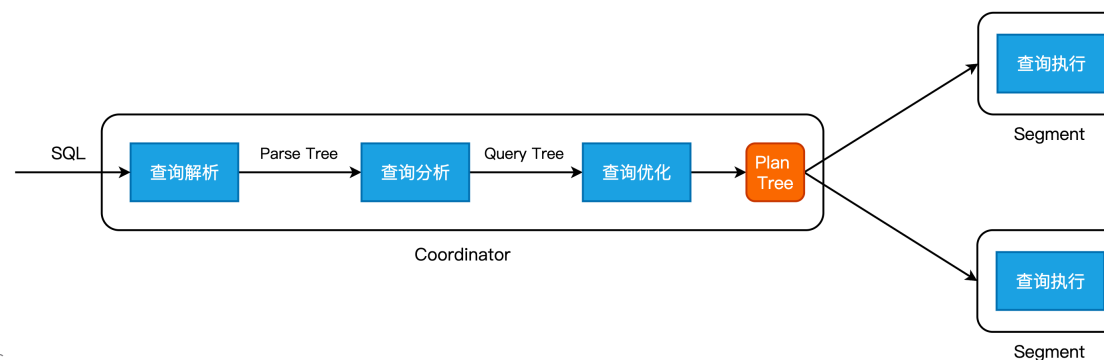 查询执行
Segment
SQL
查询解析
Parse Tree
查询分析
Query Tree
查询优化
Plan
Tree
Coordinator
查询执行
Segment